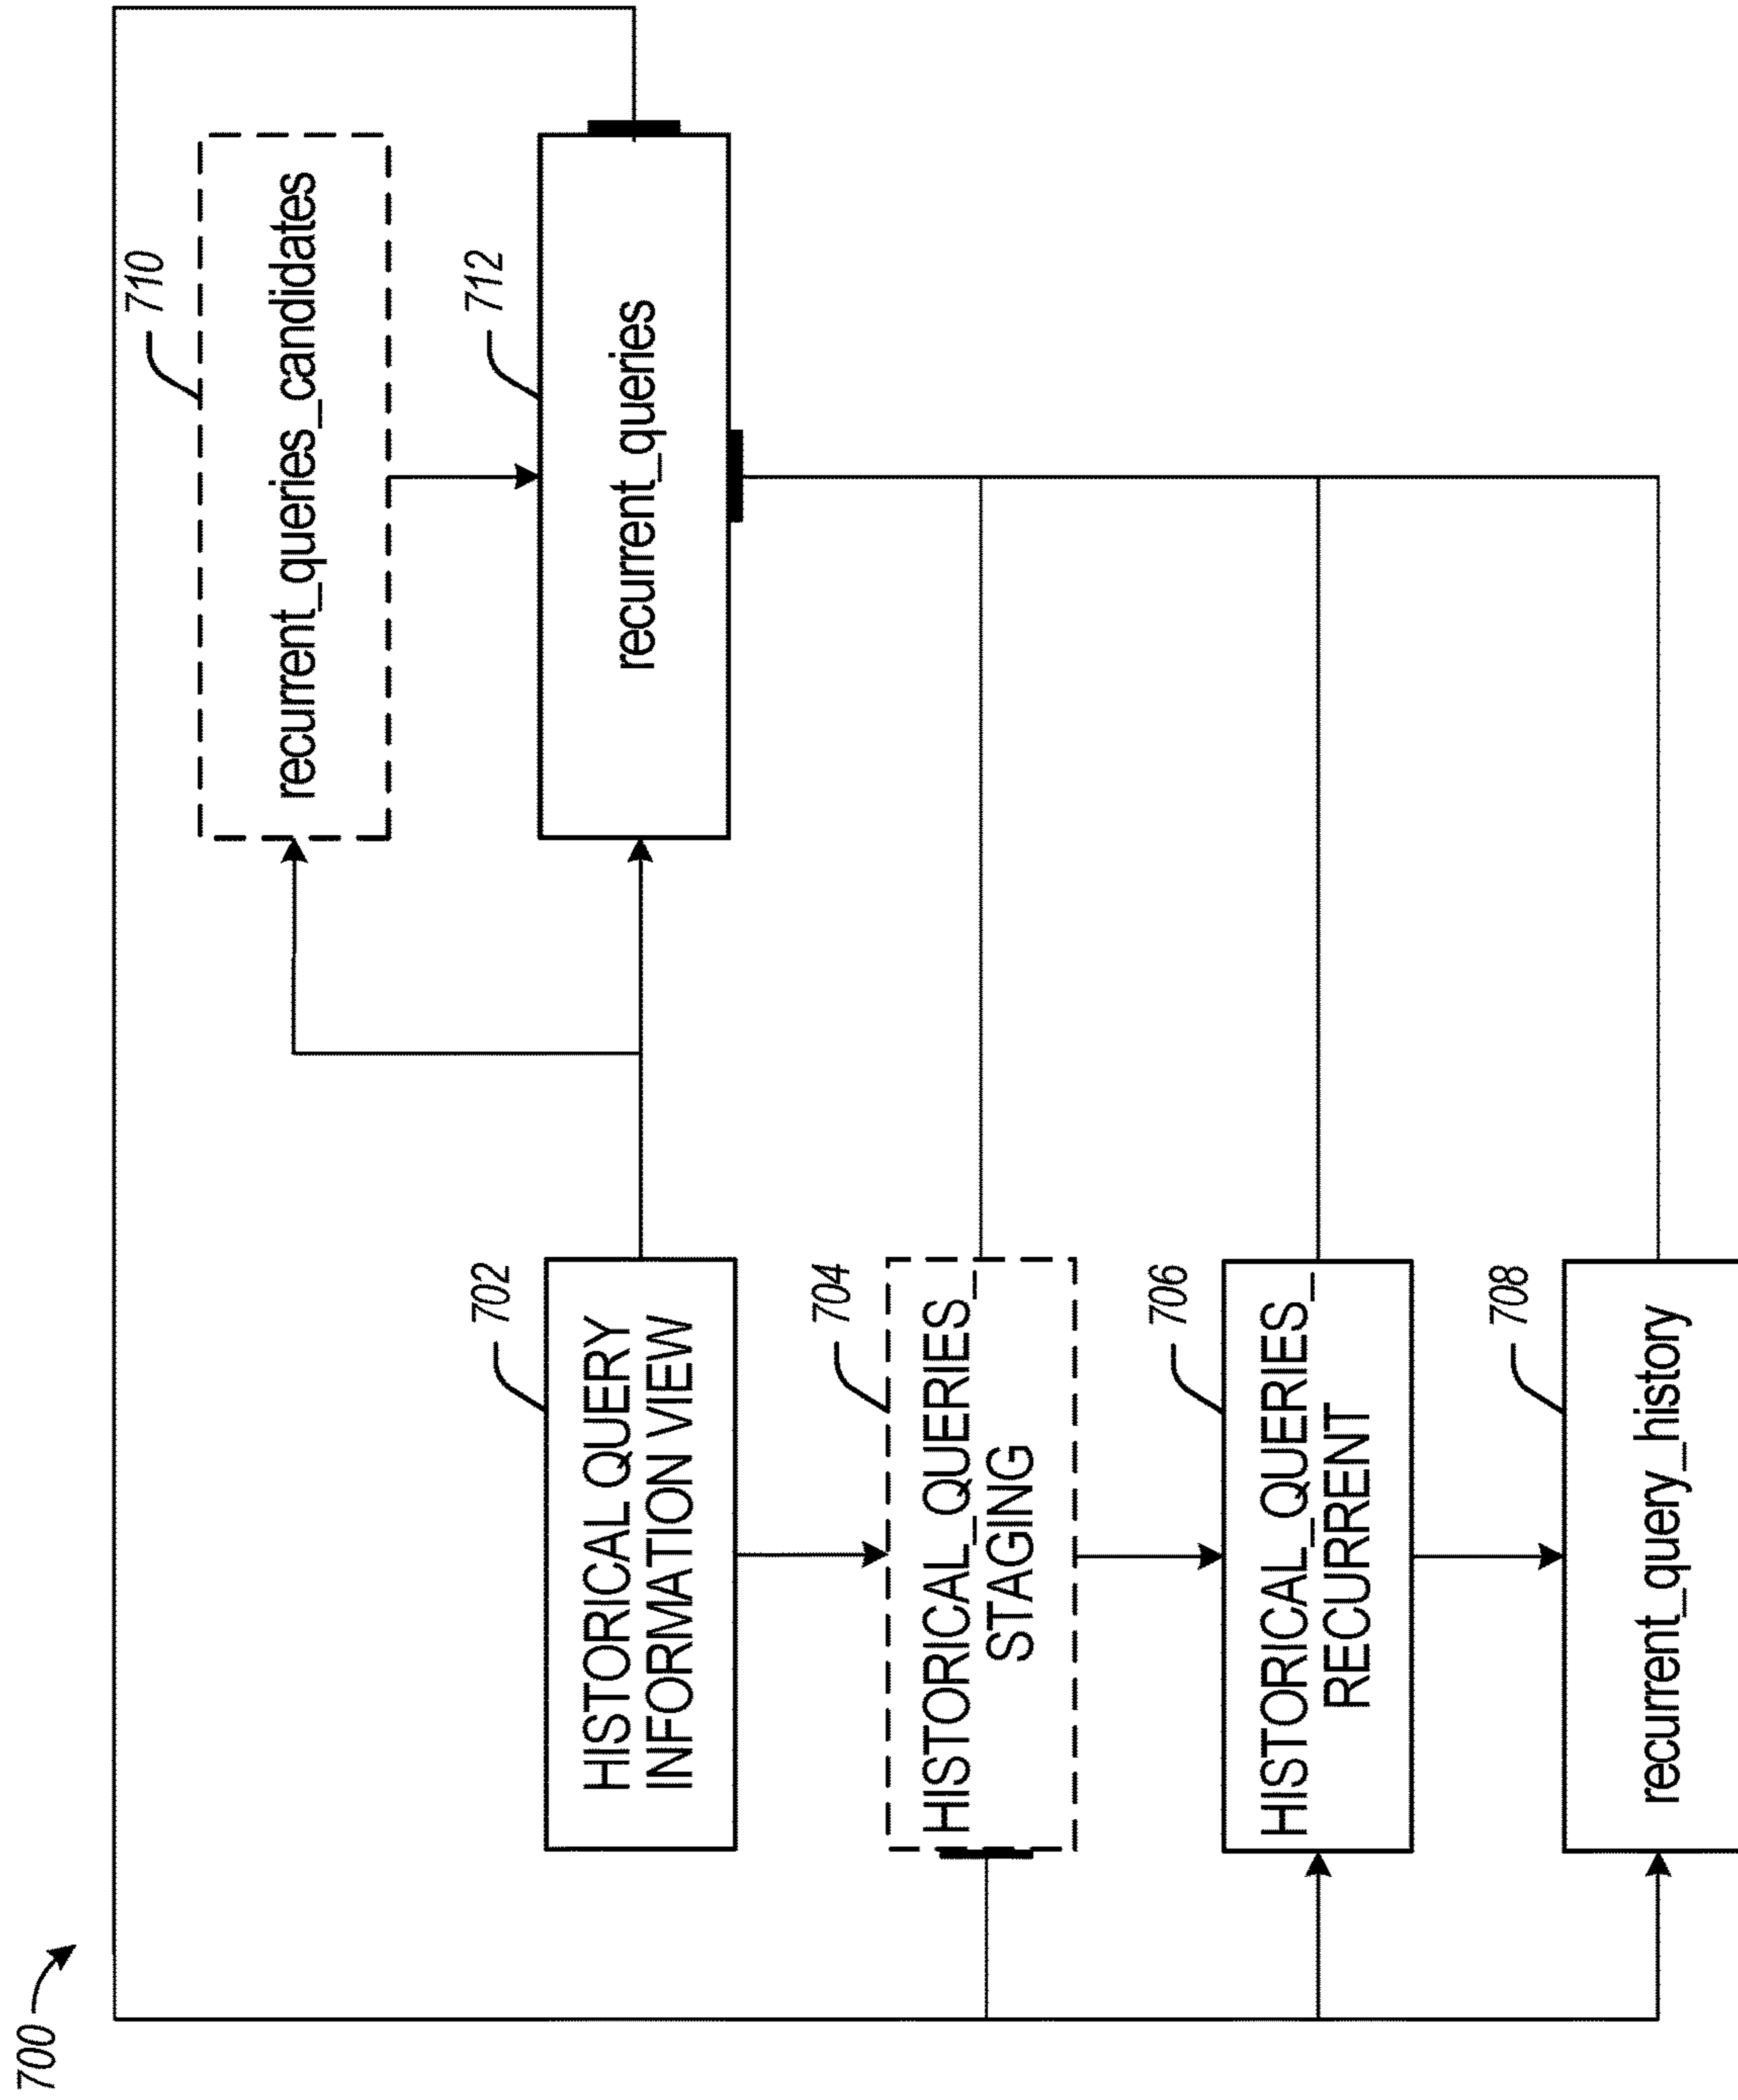 700
710
recurrent_queries_candidates
712
recurrent_queries
702
HISTORICAL QUERY
INFORMATION VIEW
704
HISTORICAL_QUERIES_
STAGING
706
HISTORICAL_QUERIES_
RECURRENT
708
recurrent_query_history